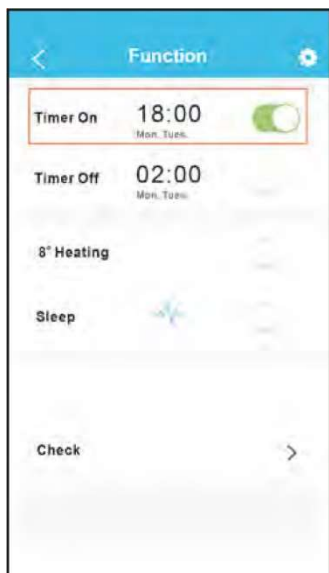 Function
Timer On 18:00
Mon. Tues.
Timer Off 02:00
Mon. Tues.
8° Heating
Sleep
Check